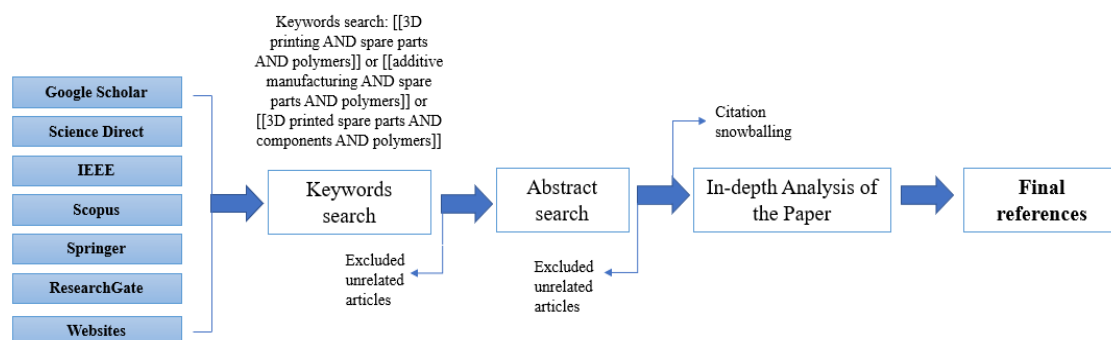 Keywords search: [[3D
printing AND spare parts
AND polymers]] or [[additive
manufacturing AND spare
parts AND polymers]] or
[[3D printed spare parts AND
components AND polymers]]
Google Scholar
Science Direct
IEEE
Scopus
Springer
ResearchGate
Websites
Keywords
search
Excluded
unrelated
articles
Abstract
search
Excluded
unrelated
articles
Citation
snowballing
In-depth Analysis of
the Paper
Final
references